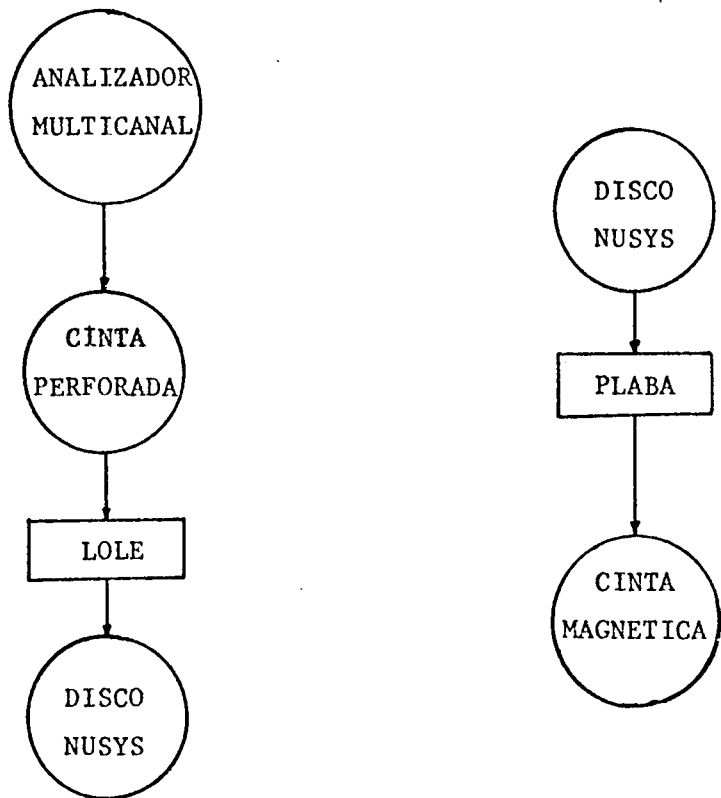 ANALIZADOR
MULTICANAL
CINTA
PERFORADA
LOLE
DISCO
NUSYS
DISCO
NUSYS
PLABA
CINTA
MAGNETICA